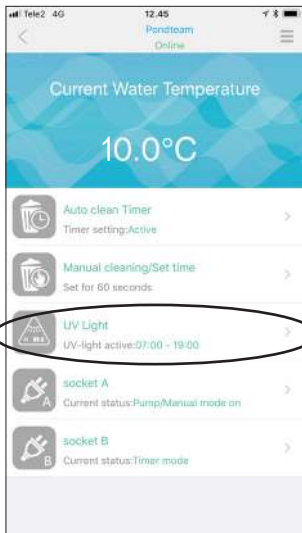 Tele2 4G 12.45
Pondteam
Online
Current Water Temperature
10.0°C
Auto clean Timer
Timer setting:Active
Manual cleaning/Set time
Set for 60 seconds
UV Light
UV-light active:07:00 - 19:00
socket A
A
Current status:Pump/Manual mode on
socket B
B
Current status:Timer mode